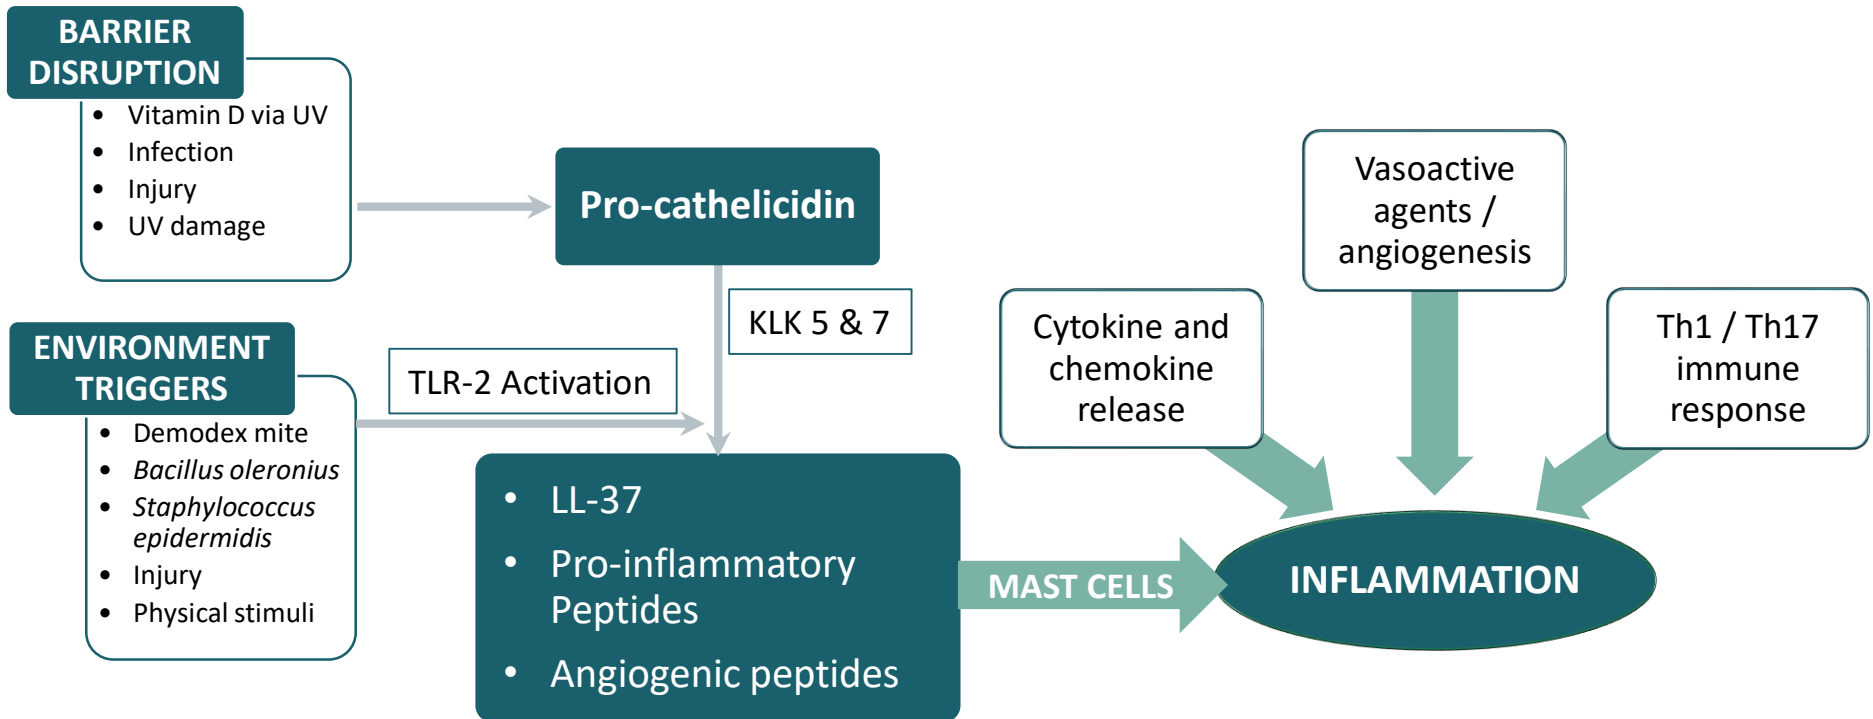 BARRIER
DISRUPTION
• Vitamin D via UV
• Infection
• Injury
• UV damage
Pro-cathelicidin
KLK 5 & 7
ENVIRONMENT
TRIGGERS
TLR-2 Activation
• Demodex mite
• Bacillus oleronius
• Staphylococcus
epidermidis
• Injury
• Physical stimuli
• LL-37
• Pro-inflammatory
Peptides
• Angiogenic peptides
MAST CELLS
Cytokine and
chemokine
release
Vasoactive
agents /
angiogenesis
Th1 / Th17
immune
response
INFLAMMATION